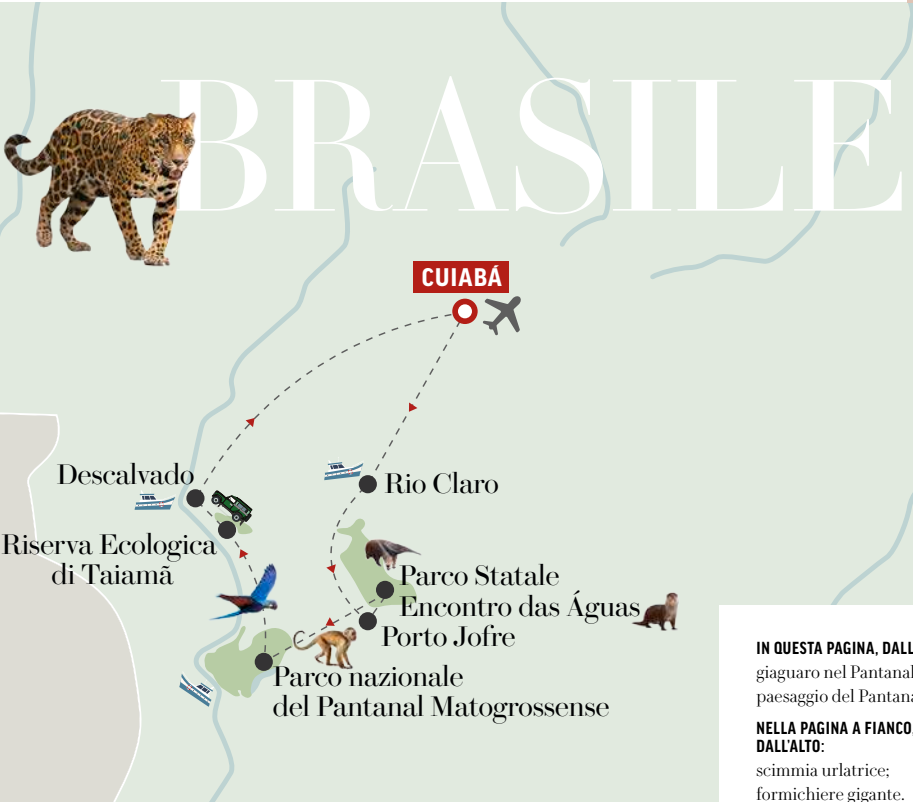 BRASILE
CUIABÁ
Descalvado
Rio Claro
Riserva Ecologica
di Taiamã
Parco Statale
Encontro das Águas
Porto Jofre
Parco nazionale
del Pantanal Matogrossense
IN QUESTA PAGINA, DALL
giaguaro nel Pantanal
paesaggio del Pantana
NELLA PAGINA A FIANCO,
DALL'ALTO:
scimmia urlatrice;
formichiere gigante.